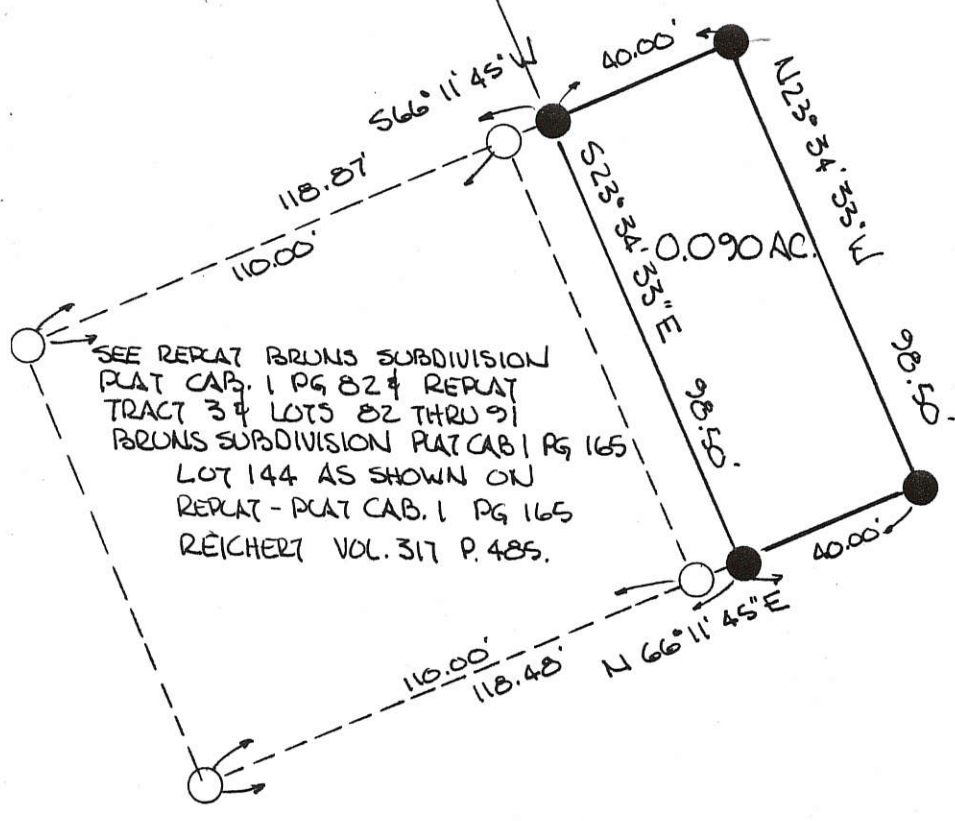 40.00'
S66°11'45"W
N23°34'33"W
118.87'
110.00'
S23°34'33"E
0.090 AC.
98.50'
98.50'
SEE REPLAT BRUNS SUBDIVISION
PLAT CAB. 1 PG 82 & REPLAT
TRACT 3 & LOTS 82 THRU 91
BRUNS SUBDIVISION PLAT CAB 1 PG 165
LOT 144 AS SHOWN ON
REPLAT - PLAT CAB. 1 PG 165
REICHERT VOL. 317 P. 485.
40.00'
N 66°11'45"E
110.00'
118.48'